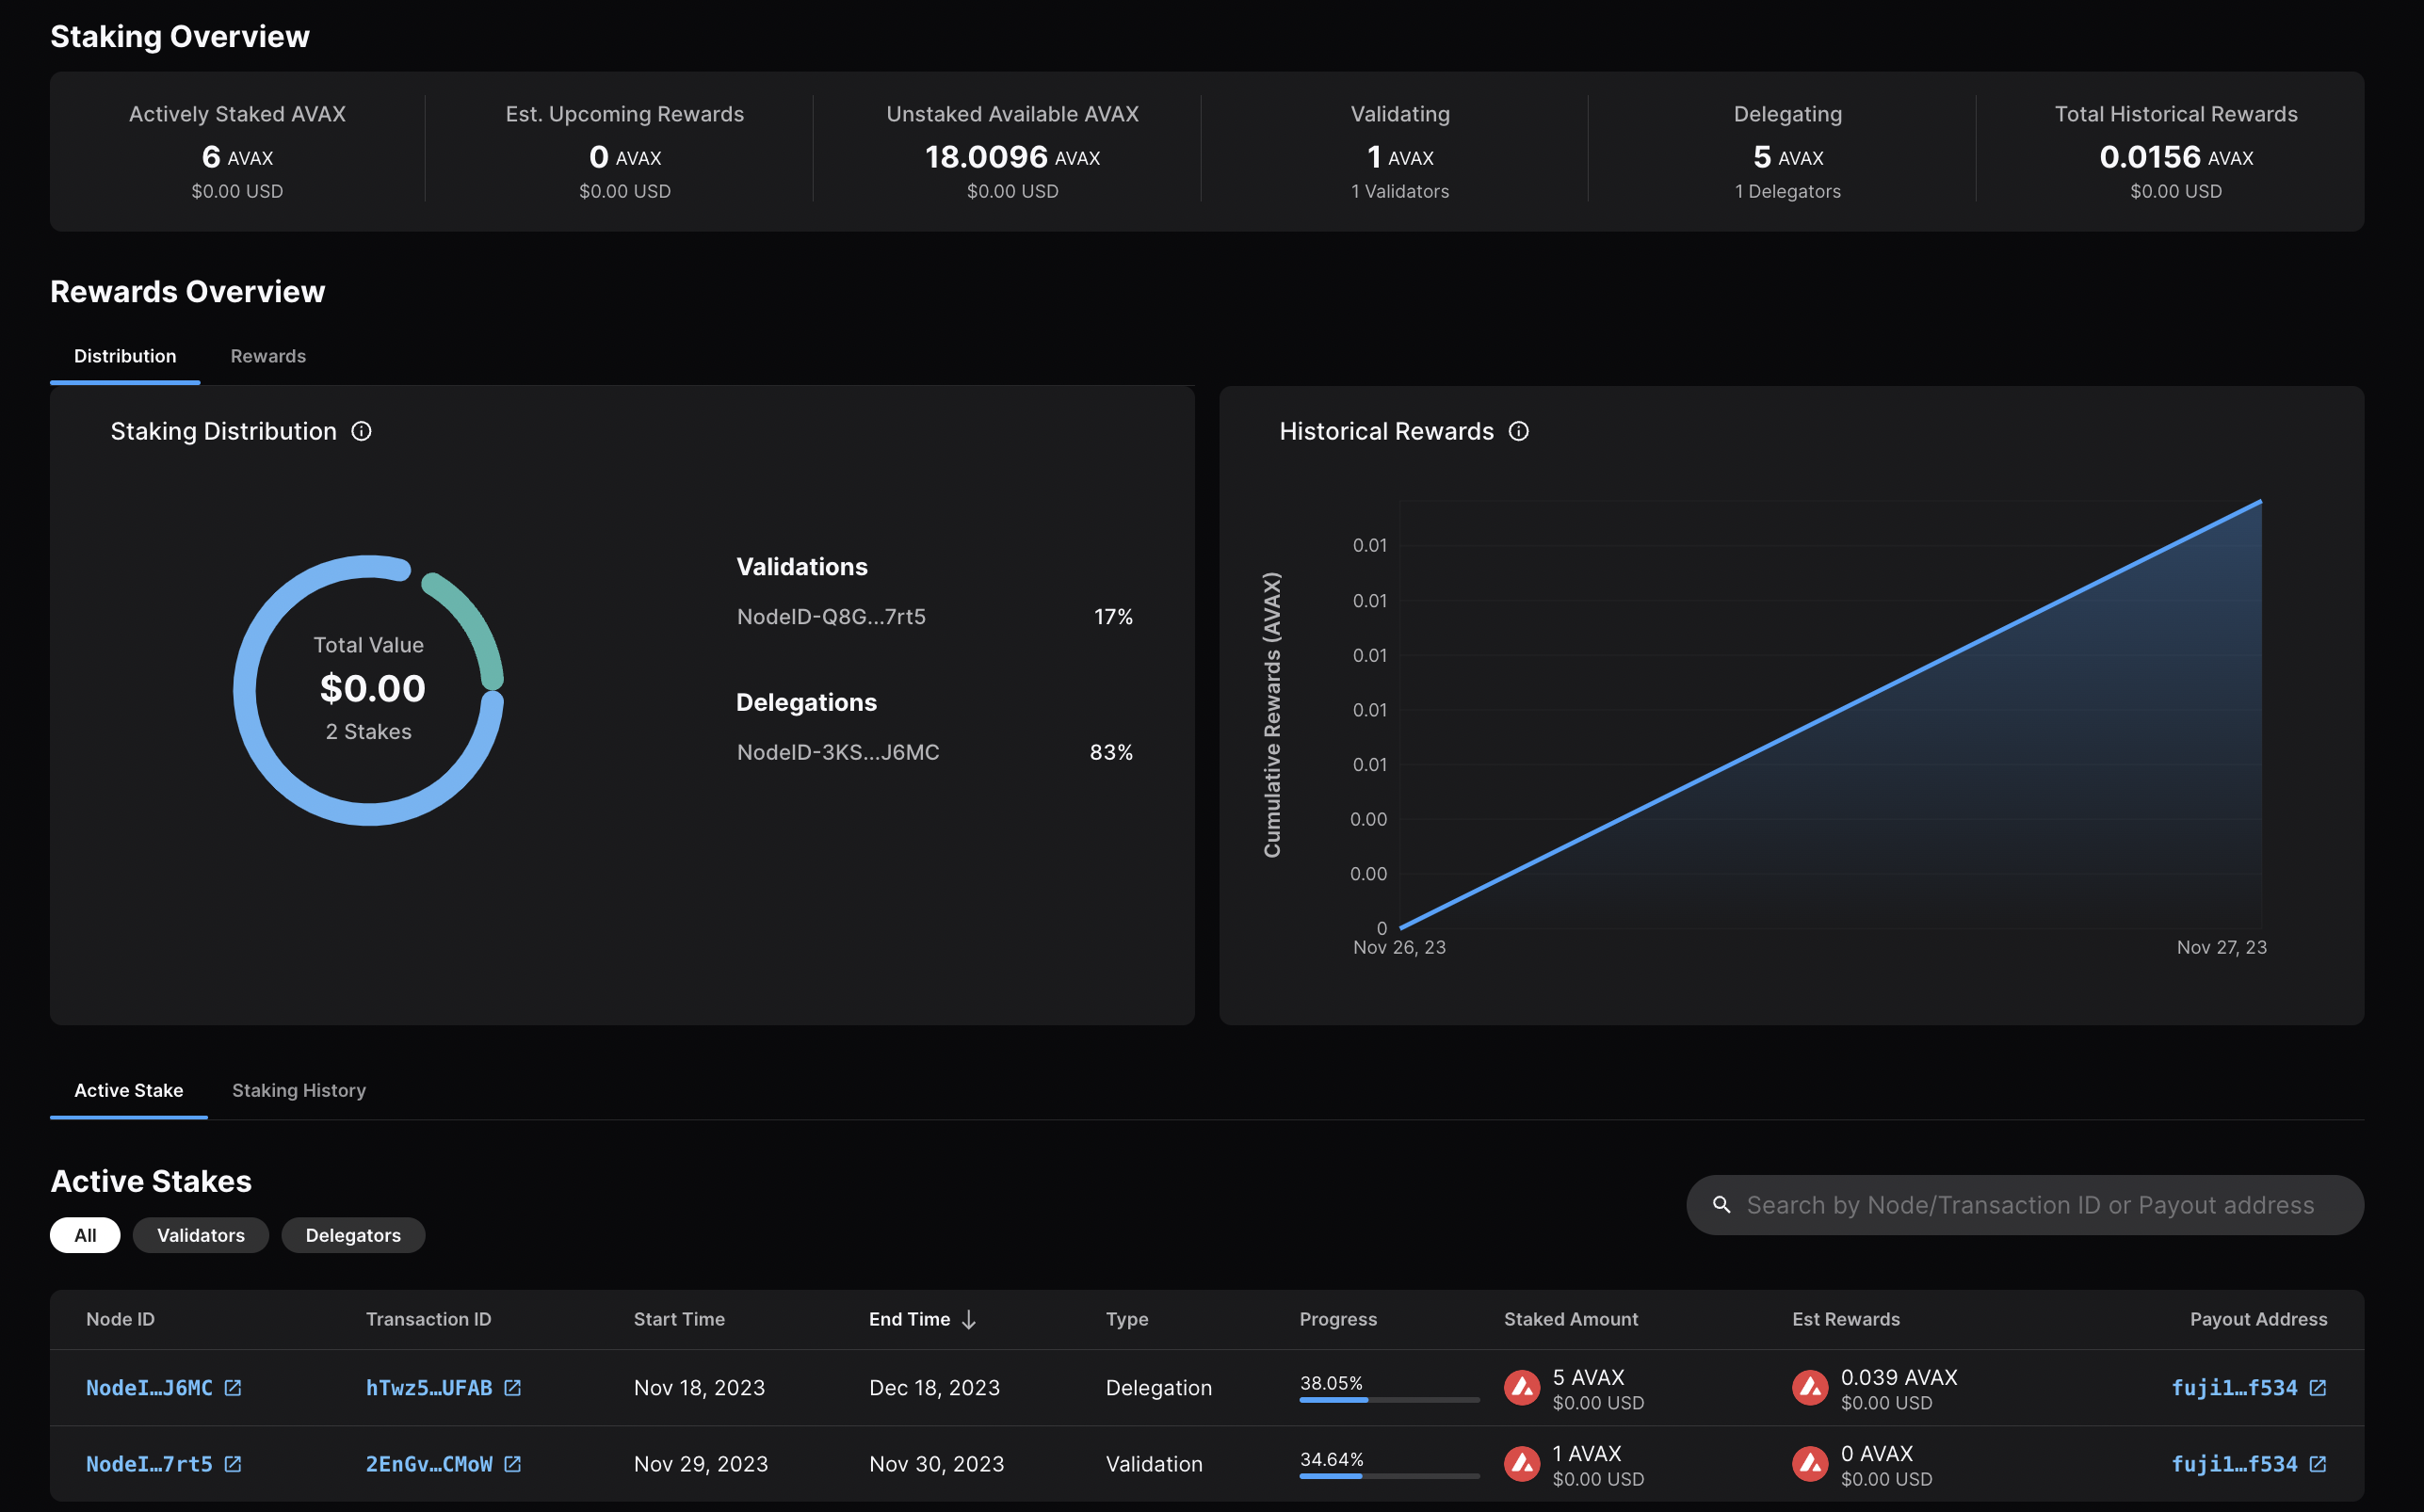 Staking Overview
Actively Staked AVAX
6 AVAX
$0.00 USD
Est. Upcoming Rewards
0 AVAX
$0.00 USD
Unstaked Available AVAX
18.0096 AVAX
$0.00 USD
Validating
1 AVAX
1 Validators
Delegating
5 AVAX
1 Delegators
Total Historical Rewards
0.0156 AVAX
$0.00 USD
Rewards Overview
Distribution Rewards
Staking Distribution
Total Value
$0.00
2 Stakes
Validations
NodeID-Q8G...7rt5 17%
Delegations
NodeID-3KS...J6MC 83%
Historical Rewards
Cumulative Rewards (AVAX)
0.01
0.01
0.01
0.01
0.01
0.00
0.00
0
Nov 26, 23 Nov 27, 23
Active Stake Staking History
Active Stakes
All Validators Delegators
Search by Node/Transaction ID or Payout address
Node ID Transaction ID Start Time End Time Type Progress Staked Amount Est Rewards Payout Address
NodeI…J6MC hTwz5…UFAB Nov 18, 2023 Dec 18, 2023 Delegation 38.05% 5 AVAX 0.039 AVAX fuji1…f534
$0.00 USD $0.00 USD
NodeI…7rt5 2EnGv…CMoW Nov 29, 2023 Nov 30, 2023 Validation 34.64% 1 AVAX 0 AVAX fuji1…f534
$0.00 USD $0.00 USD